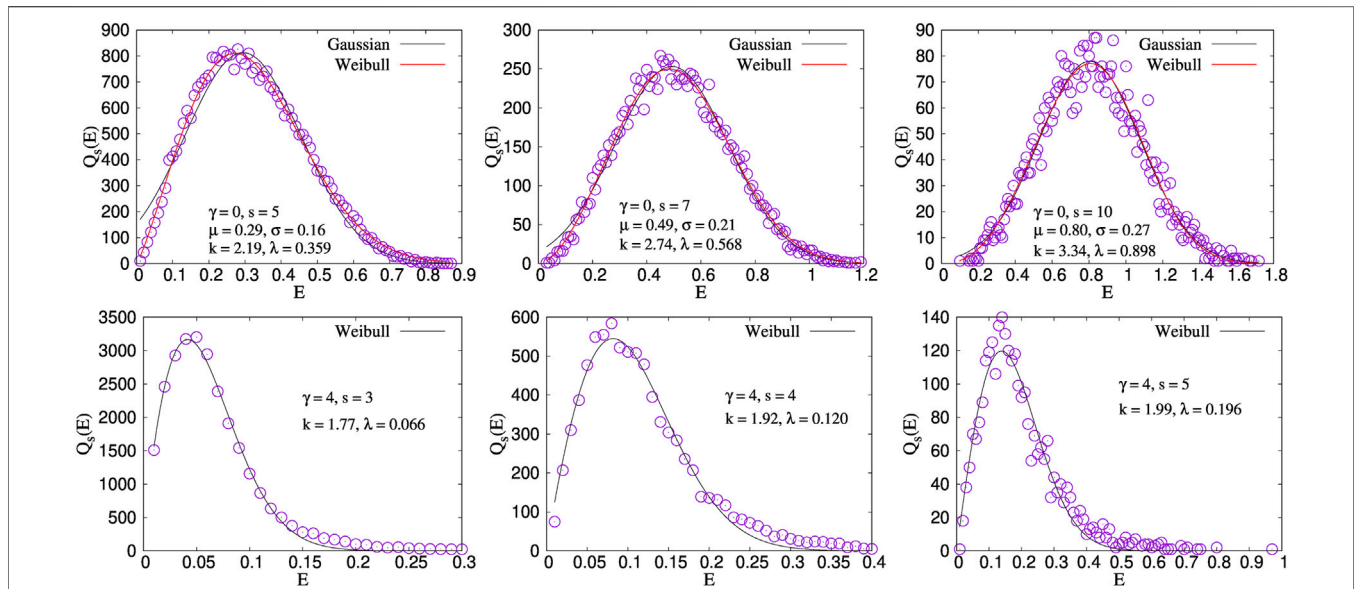 900
800
700
600
500
400
300
200
100
0
Q_s(E)
Gaussian
Weibull
γ = 0, s = 5
μ = 0.29, σ = 0.16
k = 2.19, λ = 0.359
0 0.1 0.2 0.3 0.4 0.5 0.6 0.7 0.8 0.9
E
300
250
200
150
100
50
0
Q_s(E)
Gaussian
Weibull
γ = 0, s = 7
μ = 0.49, σ = 0.21
k = 2.74, λ = 0.568
0 0.2 0.4 0.6 0.8 1 1.2
E
90
80
70
60
50
40
30
20
10
0
Q_s(E)
Gaussian
Weibull
γ = 0, s = 10
μ = 0.80, σ = 0.27
k = 3.34, λ = 0.898
0 0.2 0.4 0.6 0.8 1 1.2 1.4 1.6 1.8
E
3500
3000
2500
2000
1500
1000
500
0
Q_s(E)
Weibull
γ = 4, s = 3
k = 1.77, λ = 0.066
0 0.05 0.1 0.15 0.2 0.25 0.3
E
600
500
400
300
200
100
0
Q_s(E)
Weibull
γ = 4, s = 4
k = 1.92, λ = 0.120
0 0.05 0.1 0.15 0.2 0.25 0.3 0.35 0.4
E
140
120
100
80
60
40
20
0
Q_s(E)
Weibull
γ = 4, s = 5
k = 1.99, λ = 0.196
0 0.1 0.2 0.3 0.4 0.5 0.6 0.7 0.8 0.9 1
E